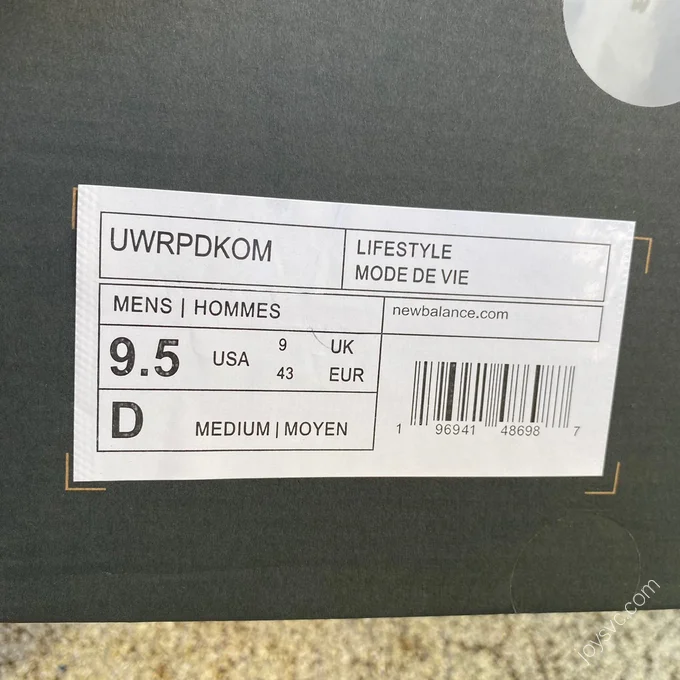 UWRPDKOM
LIFESTYLE
MODE DE VIE
MENS | HOMMES
newbalance.com
9.5 USA
9 UK
43 EUR
D MEDIUM | MOYEN
1 96941 48698 7
joysvc.com